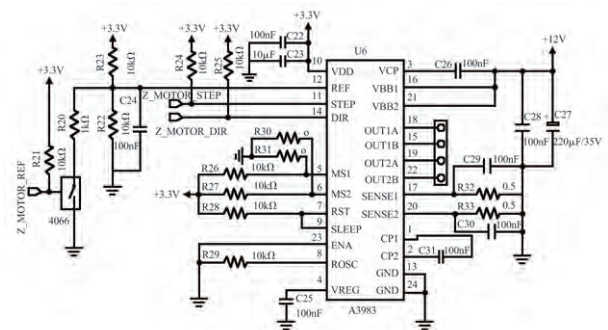 +3.3V
+3.3V
+3.3V
+3.3V
+3.3V
+12V
R23
10kΩ
R24
10kΩ
R25
10kΩ
100nF C22
10μF C23
U6
C26 100nF
10 VDD
12 REF
11 STEP
14 DIR
3 VCP
16 VBB1
21 VBB2
Z_MOTOR_STEP
Z_MOTOR_DIR
C24
100nF
R20
1kΩ
R22
10kΩ
R21
10kΩ
Z_MOTOR_REF
4066
C28
100nF
C27
220μF/35V
18 OUT1A
15 OUT1B
19 OUT2A
22 OUT2B
R30 o
R31 o
R26 10kΩ
R27 10kΩ
R28 10kΩ
+3.3V
5 MS1
6 MS2
7 RST
9 SLEEP
23 ENA
8 ROSC
4 VREG
C29 100nF
17 SENSE1
20 SENSE2
R32 0.5
R33 0.5
C30 100nF
1 CP1
2 CP2
C31 100nF
13 GND
24 GND
R29 10kΩ
C25
100nF
A3983